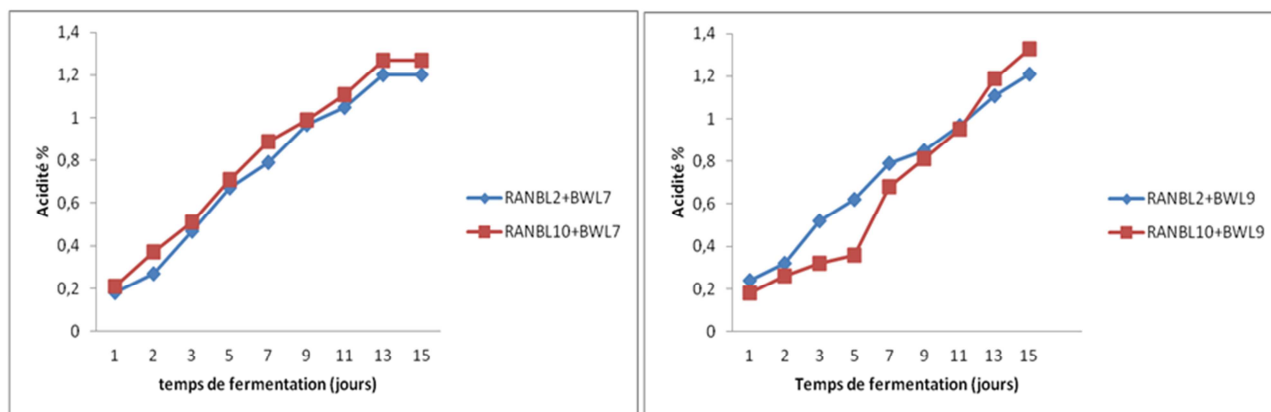 1,4
1,2
1
0,8
0,6
0,4
0,2
0
Acidité %
1 2 3 5 7 9 11 13 15
temps de fermentation (jours)
RANBL2+BWL7
RANBL10+BWL7
1,4
1,2
1
0,8
0,6
0,4
0,2
0
Acidité %
1 2 3 5 7 9 11 13 15
Temps de fermentation (jours)
RANBL2+BWL9
RANBL10+BWL9